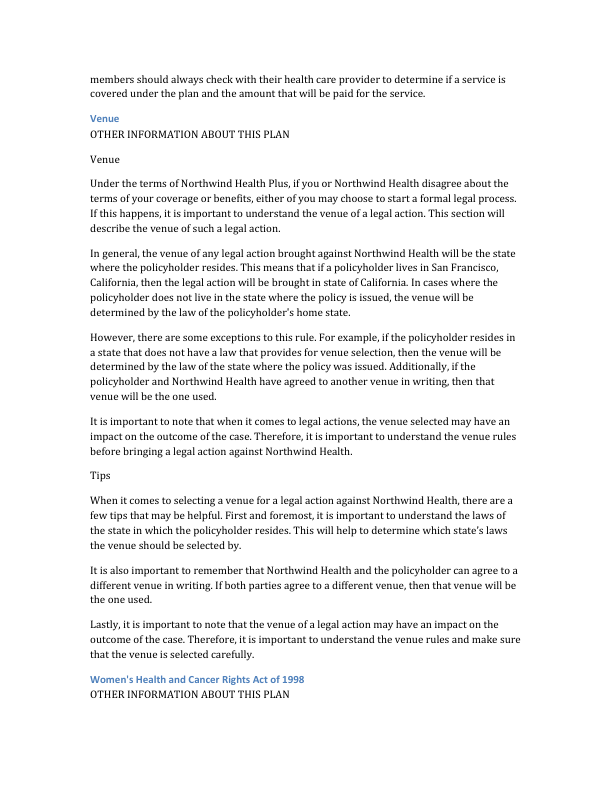 members should always check with their health care provider to determine if a service is
covered under the plan and the amount that will be paid for the service.
Venue
OTHER INFORMATION ABOUT THIS PLAN
Venue
Under the terms of Northwind Health Plus, if you or Northwind Health disagree about the
terms of your coverage or benefits, either of you may choose to start a formal legal process.
If this happens, it is important to understand the venue of a legal action. This section will
describe the venue of such a legal action.
In general, the venue of any legal action brought against Northwind Health will be the state
where the policyholder resides. This means that if a policyholder lives in San Francisco,
California, then the legal action will be brought in state of California. In cases where the
policyholder does not live in the state where the policy is issued, the venue will be
determined by the law of the policyholder's home state.
However, there are some exceptions to this rule. For example, if the policyholder resides in
a state that does not have a law that provides for venue selection, then the venue will be
determined by the law of the state where the policy was issued. Additionally, if the
policyholder and Northwind Health have agreed to another venue in writing, then that
venue will be the one used.
It is important to note that when it comes to legal actions, the venue selected may have an
impact on the outcome of the case. Therefore, it is important to understand the venue rules
before bringing a legal action against Northwind Health.
Tips
When it comes to selecting a venue for a legal action against Northwind Health, there are a
few tips that may be helpful. First and foremost, it is important to understand the laws of
the state in which the policyholder resides. This will help to determine which state's laws
the venue should be selected by.
It is also important to remember that Northwind Health and the policyholder can agree to a
different venue in writing. If both parties agree to a different venue, then that venue will be
the one used.
Lastly, it is important to note that the venue of a legal action may have an impact on the
outcome of the case. Therefore, it is important to understand the venue rules and make sure
that the venue is selected carefully.
Women's Health and Cancer Rights Act of 1998
OTHER INFORMATION ABOUT THIS PLAN